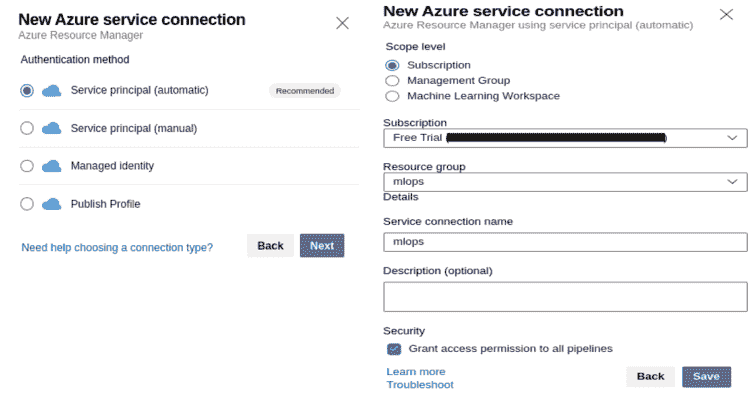 New Azure service connection
Azure Resource Manager
Authentication method
Service principal (automatic)
Recommended
Service principal (manual)
Managed identity
Publish Profile
Need help choosing a connection type?
Back
Next
New Azure service connection
Azure Resource Manager using service principal (automatic)
Scope level
Subscription
Management Group
Machine Learning Workspace
Subscription
Free Trial (                    )
Resource group
mlops
Details
Service connection name
mlops
Description (optional)
Security
Grant access permission to all pipelines
Learn more
Troubleshoot
Back
Save